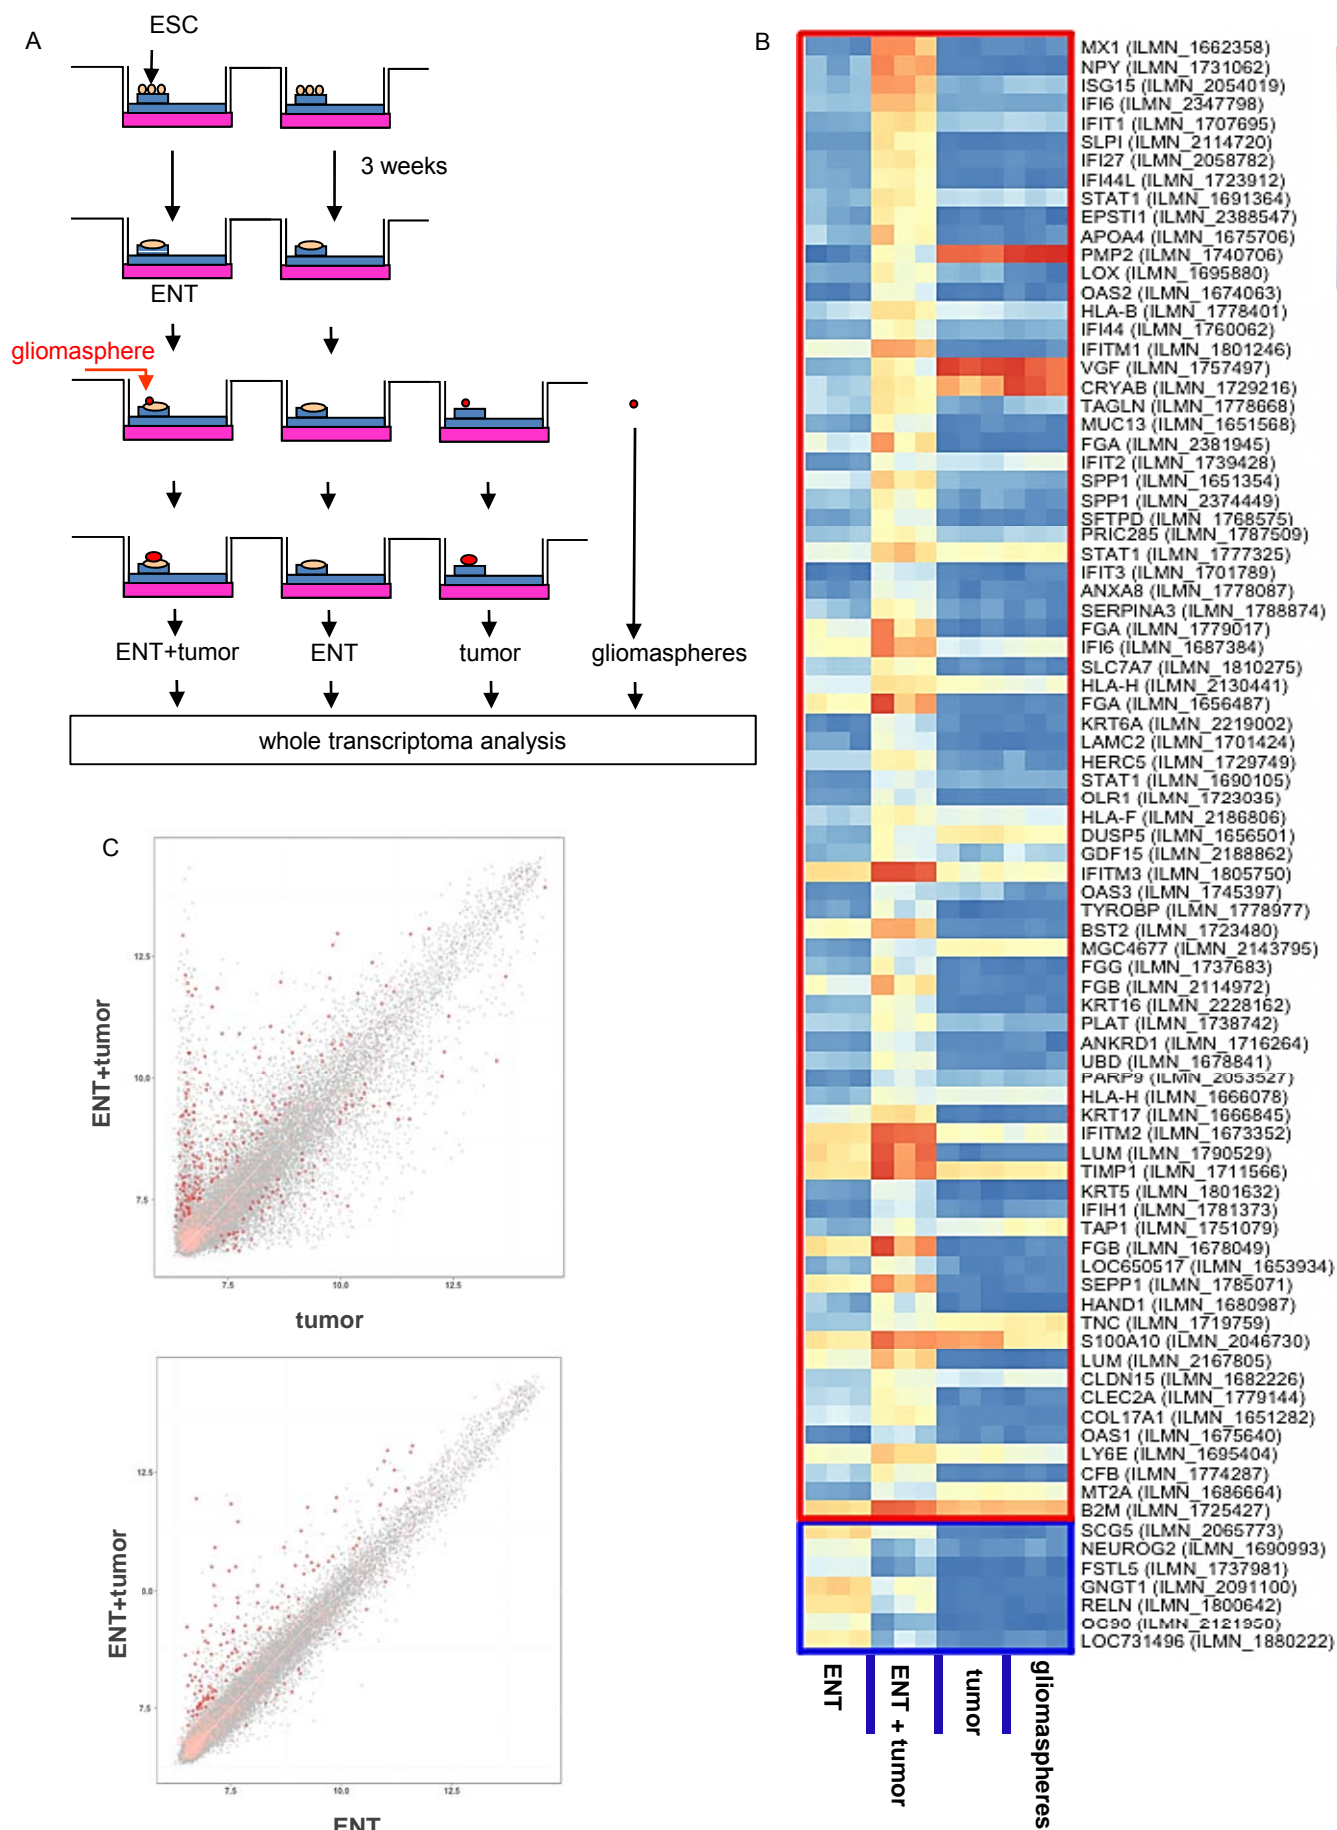 A
ESC
3 weeks
ENT
gliomasphere
ENT+tumor
ENT
tumor
gliomaspheres
whole transcriptoma analysis
B
MX1 (ILMN_1662358)
NPY (ILMN_1731062)
ISG15 (ILMN_2054019)
IFI6 (ILMN_2347798)
IFIT1 (ILMN_1707695)
SLPI (ILMN_2114720)
IFI27 (ILMN_2058782)
IFI44L (ILMN_1723912)
STAT1 (ILMN_1691364)
EPSTI1 (ILMN_2388547)
APOA4 (ILMN_1675706)
PMP2 (ILMN_1740706)
LOX (ILMN_1695880)
OAS2 (ILMN_1674063)
HLA-B (ILMN_1778401)
IFI44 (ILMN_1760062)
IFITM1 (ILMN_1801246)
VGF (ILMN_1757497)
CRYAB (ILMN_1729216)
TAGLN (ILMN_1778668)
MUC13 (ILMN_1651568)
FGA (ILMN_2381945)
IFIT2 (ILMN_1739428)
SPP1 (ILMN_1651354)
SPP1 (ILMN_2374449)
SFTPD (ILMN_1768575)
PRIC285 (ILMN_1787509)
STAT1 (ILMN_1777325)
IFIT3 (ILMN_1701789)
ANXA8 (ILMN_1778087)
SERPINA3 (ILMN_1788874)
FGA (ILMN_1779017)
IFI6 (ILMN_1687384)
SLC7A7 (ILMN_1810275)
HLA-H (ILMN_2130441)
FGA (ILMN_1656487)
KRT6A (ILMN_2219002)
LAMC2 (ILMN_1701424)
HERC5 (ILMN_1729749)
STAT1 (ILMN_1690105)
OLR1 (ILMN_1723035)
HLA-F (ILMN_2186806)
DUSP5 (ILMN_1656501)
GDF15 (ILMN_2188862)
IFITM3 (ILMN_1805750)
OAS3 (ILMN_1745397)
TYROBP (ILMN_1778977)
BST2 (ILMN_1723480)
MGC4677 (ILMN_2143795)
FGG (ILMN_1737683)
FGB (ILMN_2114972)
KRT16 (ILMN_2228162)
PLAT (ILMN_1738742)
ANKRD1 (ILMN_1716264)
UBD (ILMN_1678841)
PARP9 (ILMN_2053527)
HLA-H (ILMN_1666078)
KRT17 (ILMN_1666845)
IFITM2 (ILMN_1673352)
LUM (ILMN_1790529)
TIMP1 (ILMN_1711566)
KRT5 (ILMN_1801632)
IFIH1 (ILMN_1781373)
TAP1 (ILMN_1751079)
FGB (ILMN_1678049)
LOC650517 (ILMN_1653934)
SEPP1 (ILMN_1785071)
HAND1 (ILMN_1680987)
TNC (ILMN_1719759)
S100A10 (ILMN_2046730)
LUM (ILMN_2167805)
CLDN15 (ILMN_1682226)
CLEC2A (ILMN_1779144)
COL17A1 (ILMN_1651282)
OAS1 (ILMN_1675640)
LY6E (ILMN_1695404)
CFB (ILMN_1774287)
MT2A (ILMN_1686664)
B2M (ILMN_1725427)
SCG5 (ILMN_2065773)
NEUROG2 (ILMN_1690993)
FSTL5 (ILMN_1737981)
GNGT1 (ILMN_2091100)
RELN (ILMN_1800642)
OC90 (ILMN_2121950)
LOC731496 (ILMN_1880222)
ENT
ENT + tumor
tumor
gliomaspheres
C
12.5
10.0
7.5
ENT+tumor
7.5
10.0
12.5
tumor
12.5
7.5
ENT+tumor
7.5
10.0
12.5
ENT